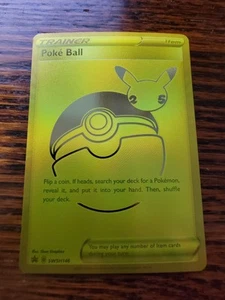 TRAINER
Poké Ball
Flip a coin. If heads, search your deck for a Pokémon,
reveal it, and put it into your hand. Then, shuffle
your deck.
You may play any number of Item cards
during your turn.